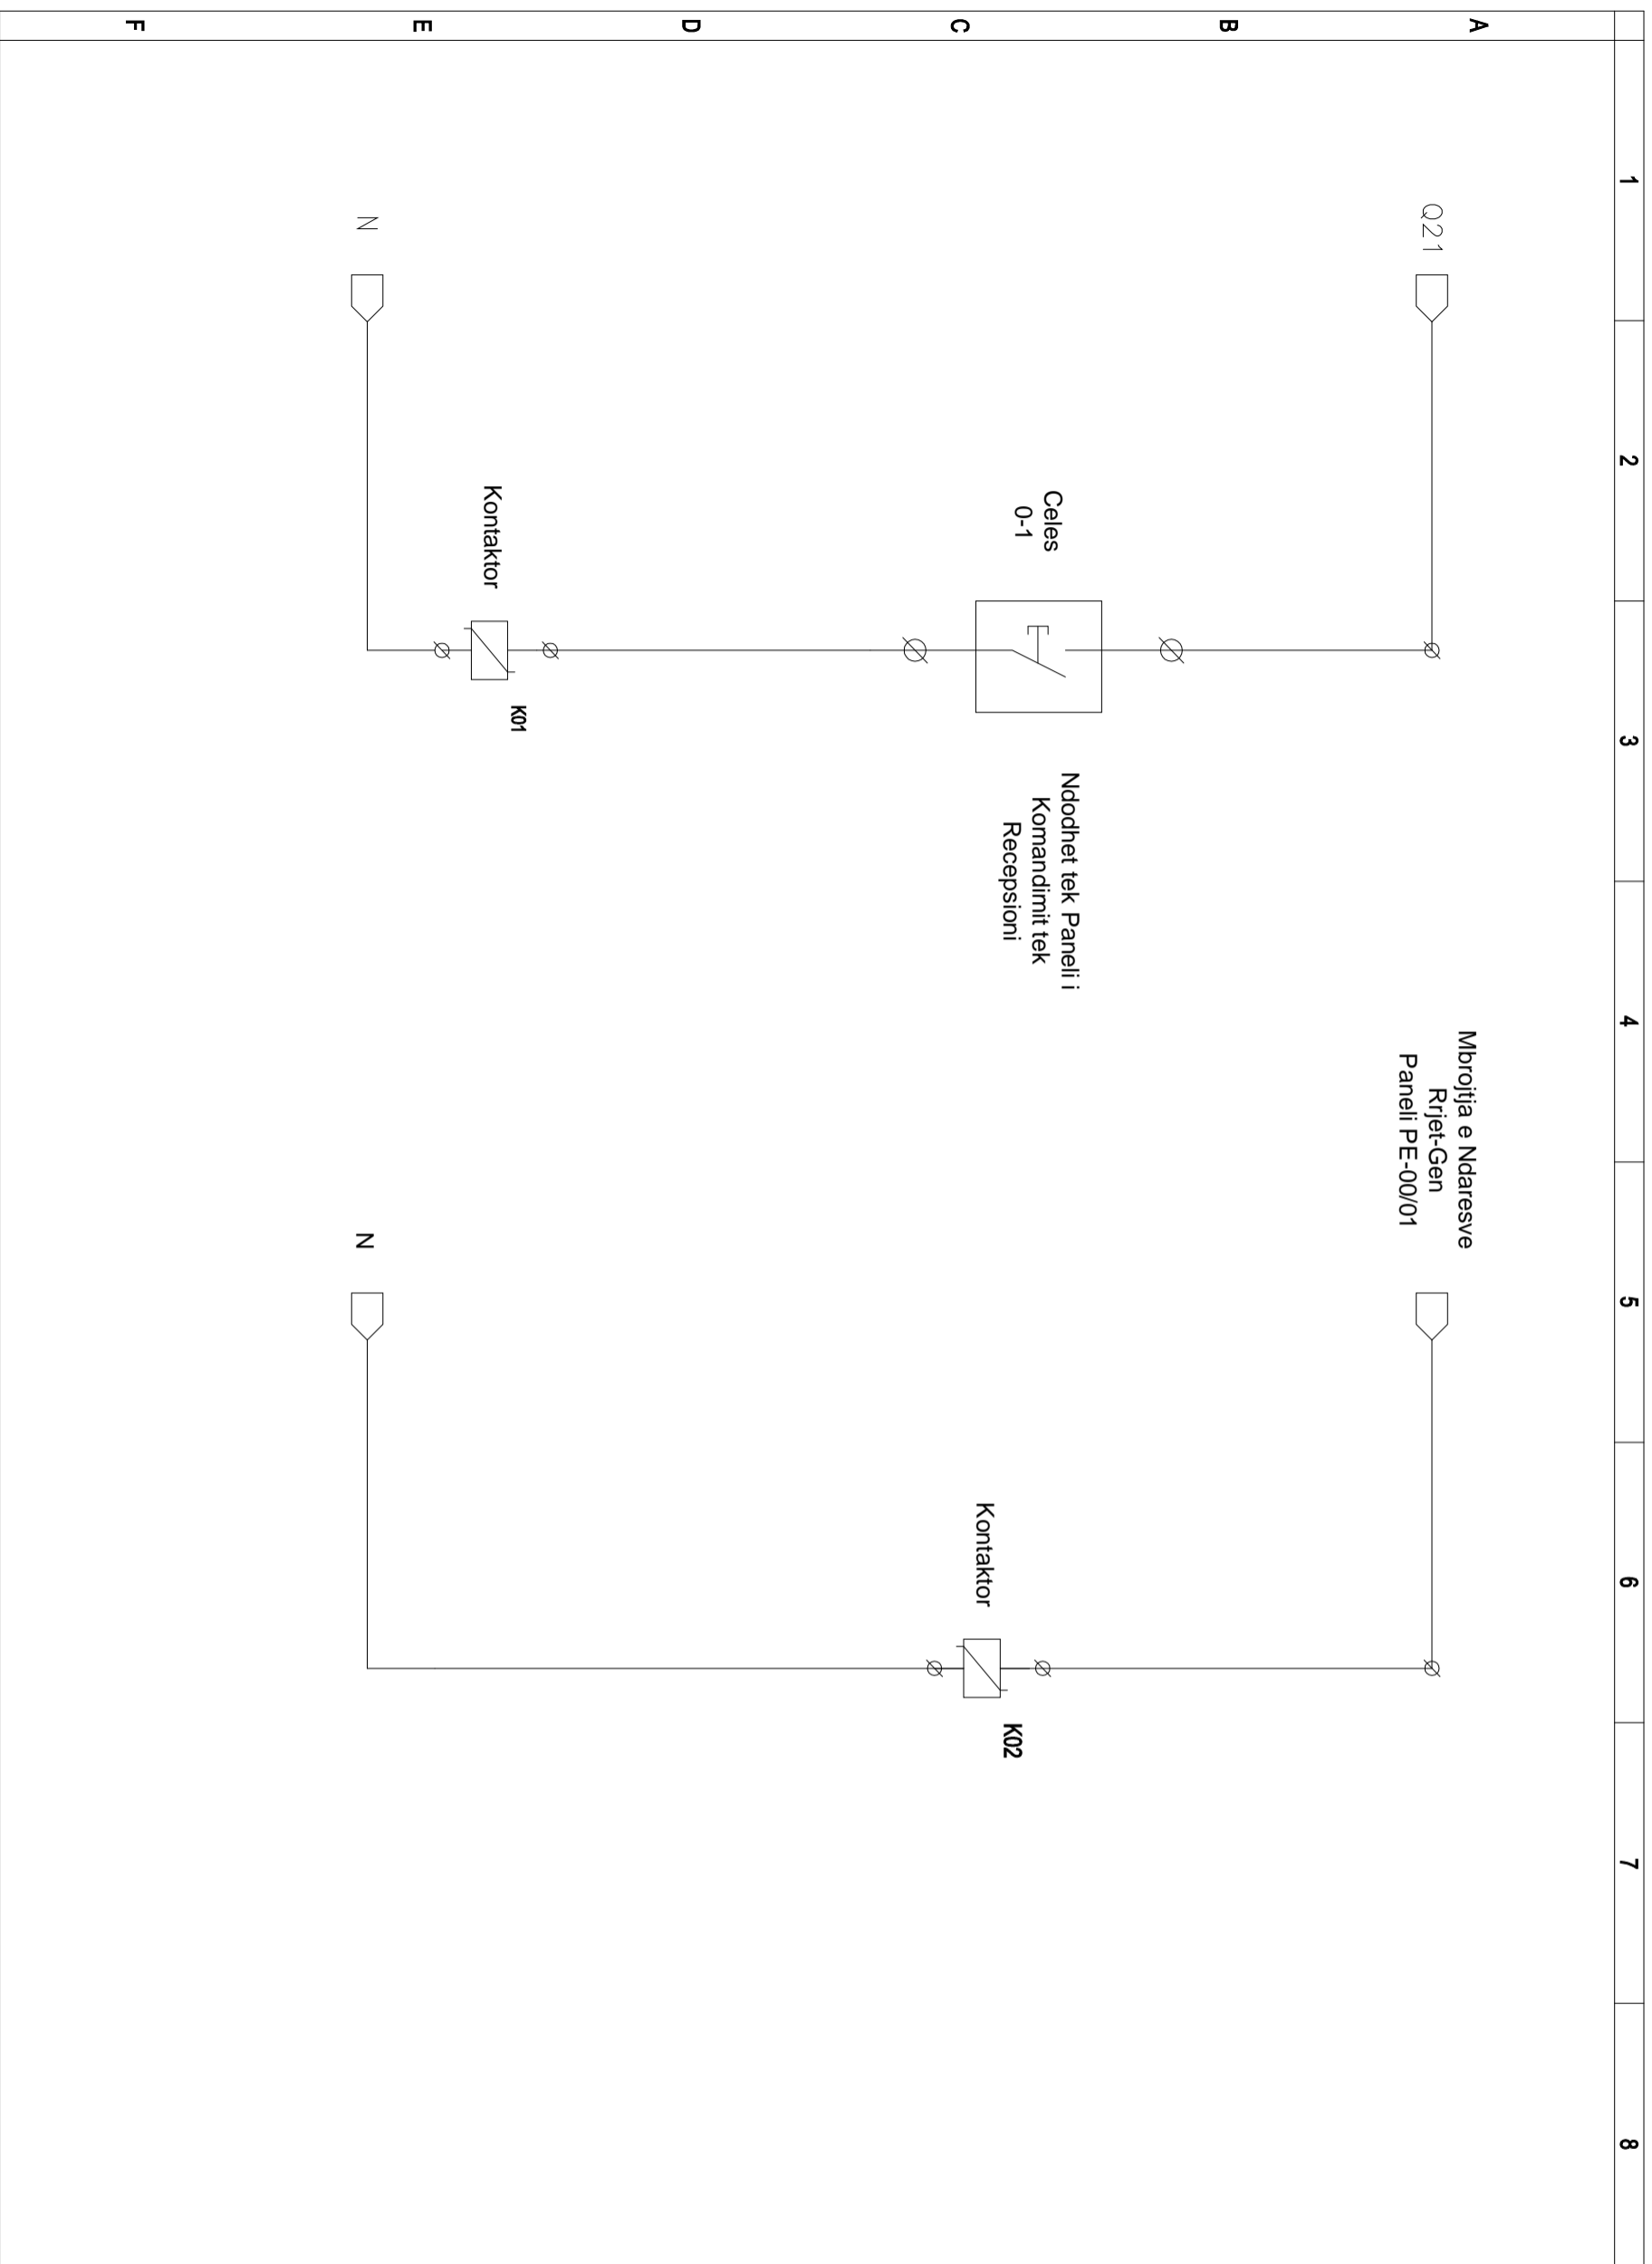 1
2
3
4
5
6
7
8
A
B
C
D
E
F
Q21
Celes
0-1
Ndodhet tek Paneli i
Komandimit tek
Recepsioni
Kontaktor
K01
N
Mbrojtja e Ndaresve
Rrjet-Gen
Paneli PE-00/01
Kontaktor
K02
N